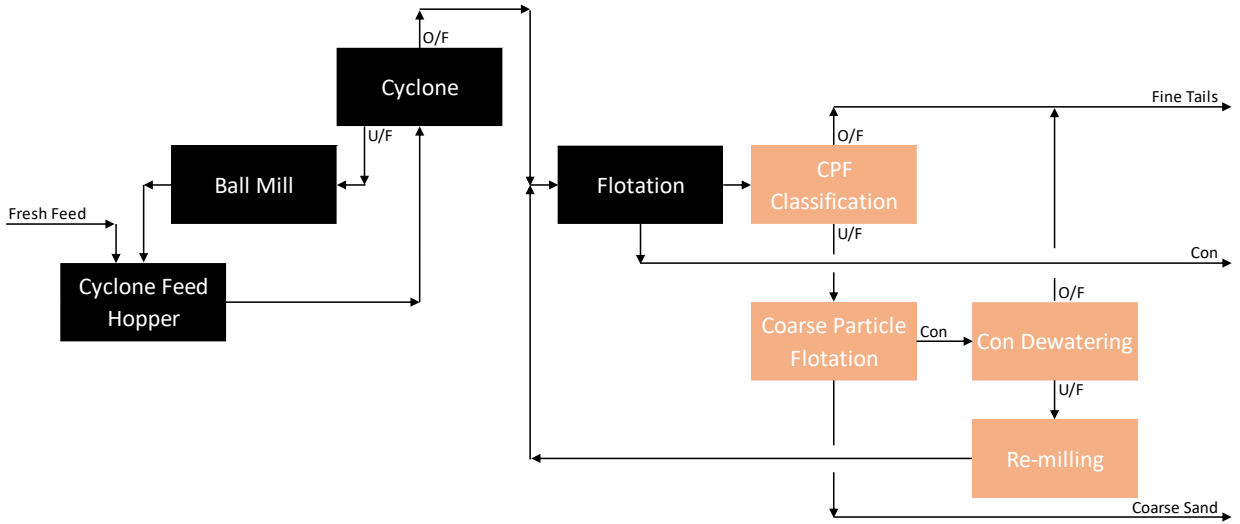 O/F
Cyclone
U/F
Ball Mill
Fresh Feed
Cyclone Feed
Hopper
Flotation
O/F
CPF
Classification
U/F
Fine Tails
Con
Coarse Particle
Flotation
Con
O/F
Con Dewatering
U/F
Re-milling
Coarse Sand